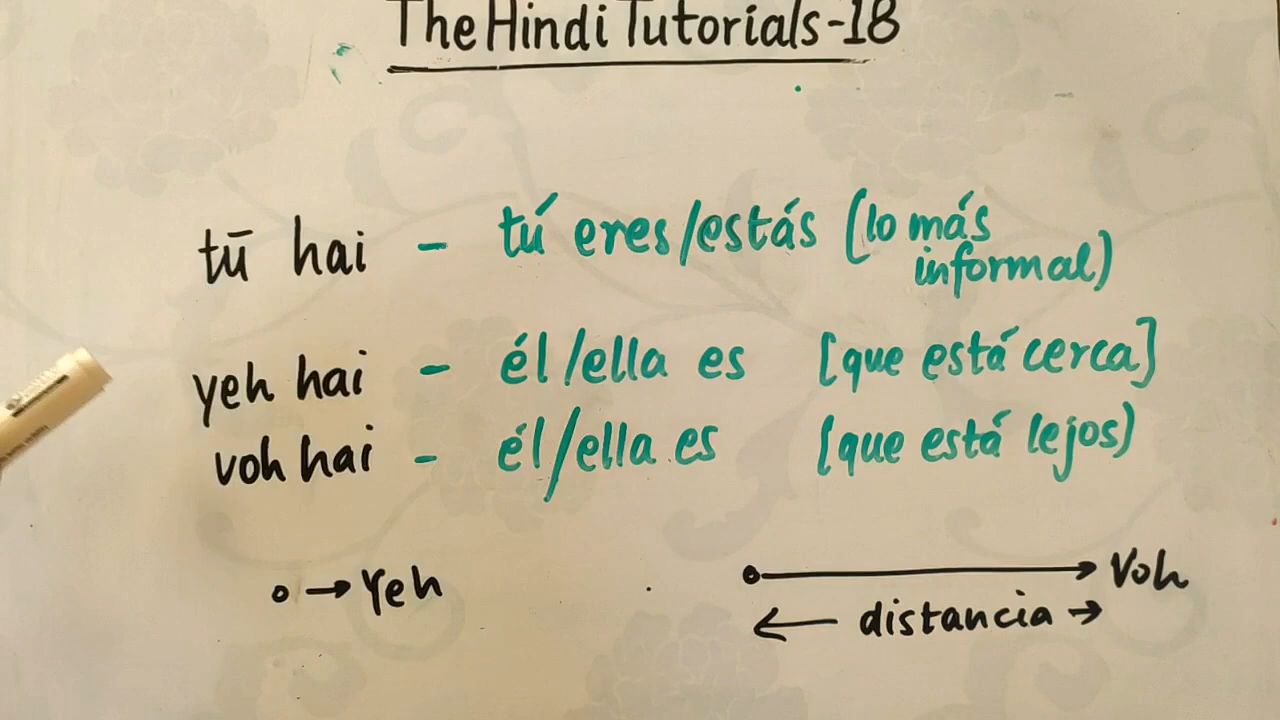 The Hindi Tutorials-18
tū hai - tú eres/estás (lo más
informal)
yeh hai - él/ella es [que está cerca]
voh hai - él/ella es [que está lejos)
→ Yeh
→ Voh
← distancia →